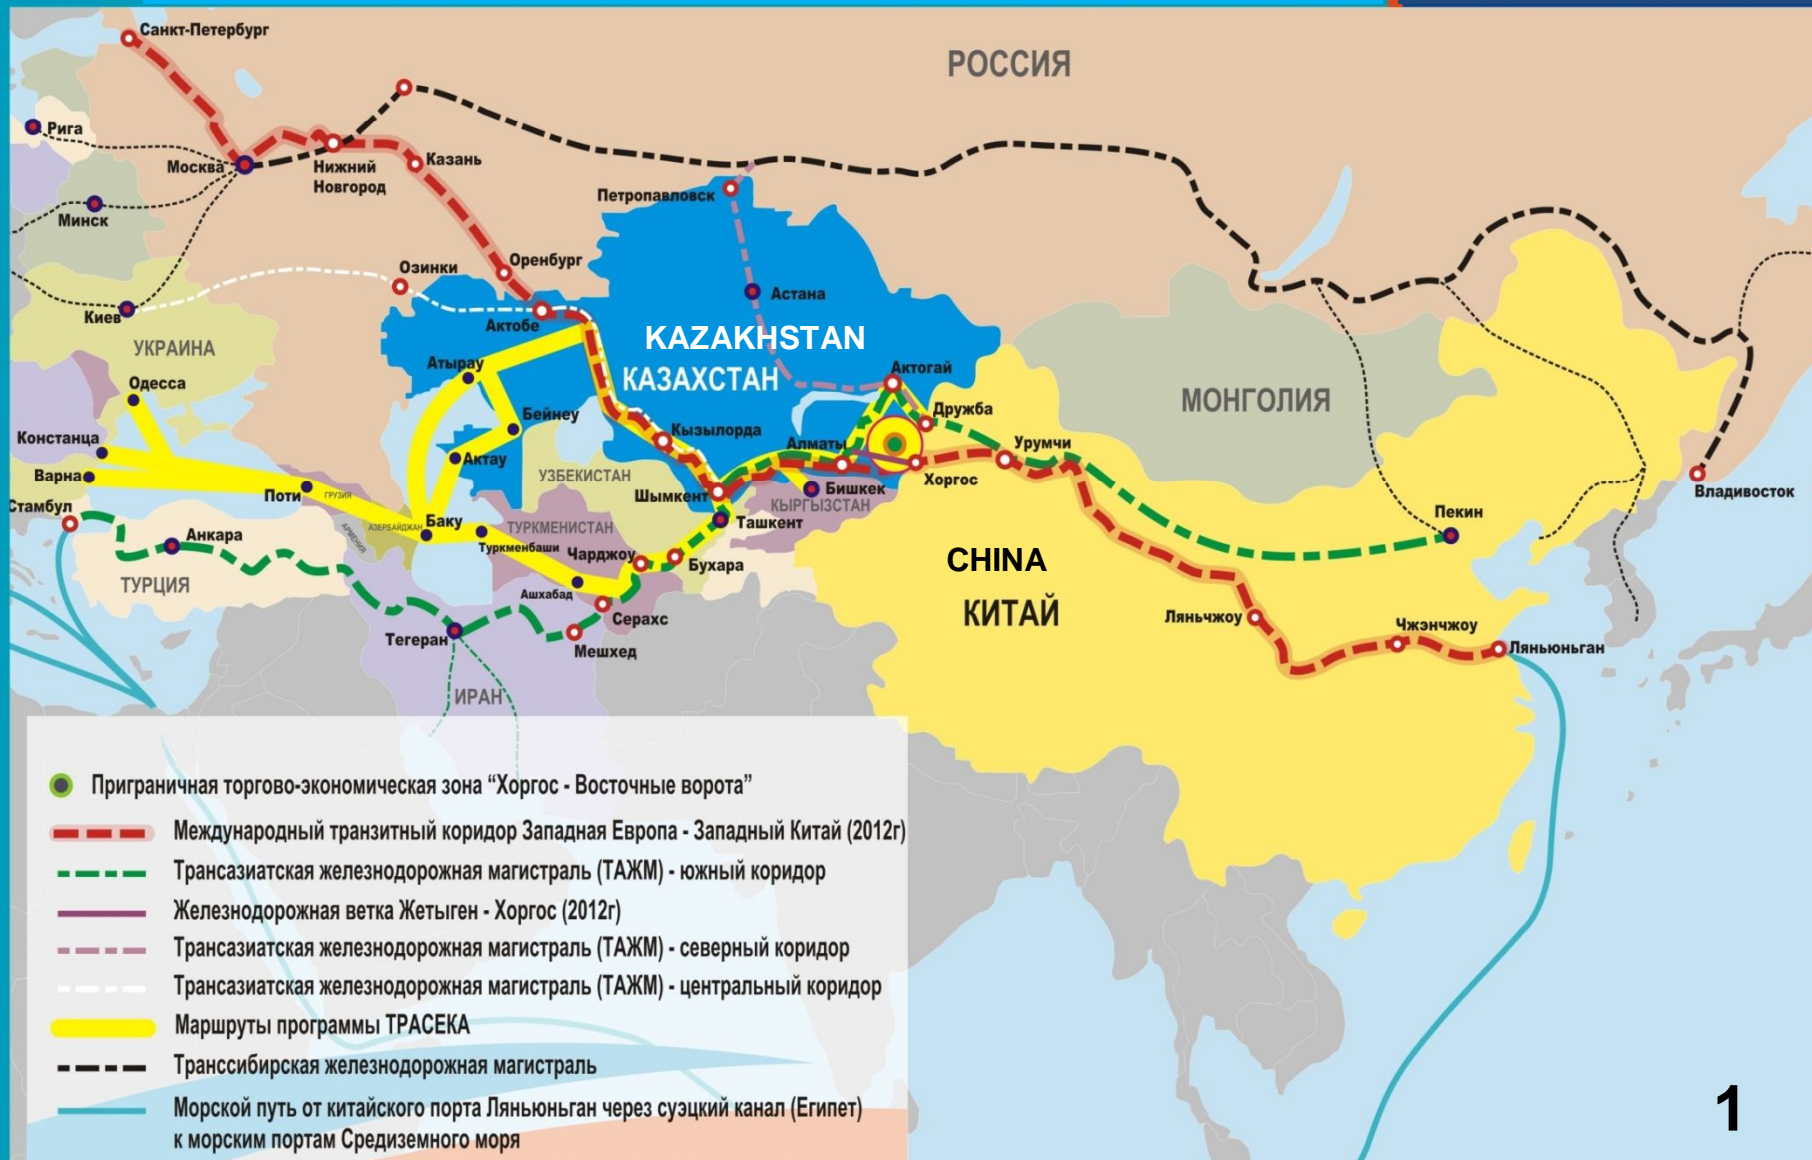 Санкт-Петербург
РОССИЯ
Рига
Москва
Нижний
Новгород
Казань
Петропавловск
Минск
Оренбург
Озинки
Астана
Киев
Актобе
KAZAKHSTAN
КАЗАХСТАН
УКРАИНА
Атырау
Актогай
Одесса
МОНГОЛИЯ
Бейнеу
Дружба
Констанца
Кызылорда
Алматы
Урумчи
Актау
Варна
УЗБЕКИСТАН
Хоргос
Поти
ГРУЗИЯ
Шымкент
Бишкек
КЫРГЫЗСТАН
Владивосток
Стамбул
Анкара
АРМЕНИЯ
АЗЕРБАЙДЖАН
Баку
ТУРКМЕНИСТАН
Ташкент
Пекин
Туркменбаши
Чарджоу
Бухара
CHINA
КИТАЙ
ТУРЦИЯ
Ашхабад
Серахс
Ляньчжоу
Чжэнчжоу
Тегеран
Мешхед
Ляньюньган
ИРАН
Приграничная торгово-экономическая зона “Хоргос - Восточные ворота”
Международный транзитный коридор Западная Европа - Западный Китай (2012г)
Трансазиатская железнодорожная магистраль (ТАЖМ) - южный коридор
Железнодорожная ветка Жетыген - Хоргос (2012г)
Трансазиатская железнодорожная магистраль (ТАЖМ) - северный коридор
Трансазиатская железнодорожная магистраль (ТАЖМ) - центральный коридор
Маршруты программы ТРАСЕКА
Транссибирская железнодорожная магистраль
Морской путь от китайского порта Ляньюньган через суэцкий канал (Египет)
к морским портам Средиземного моря
1